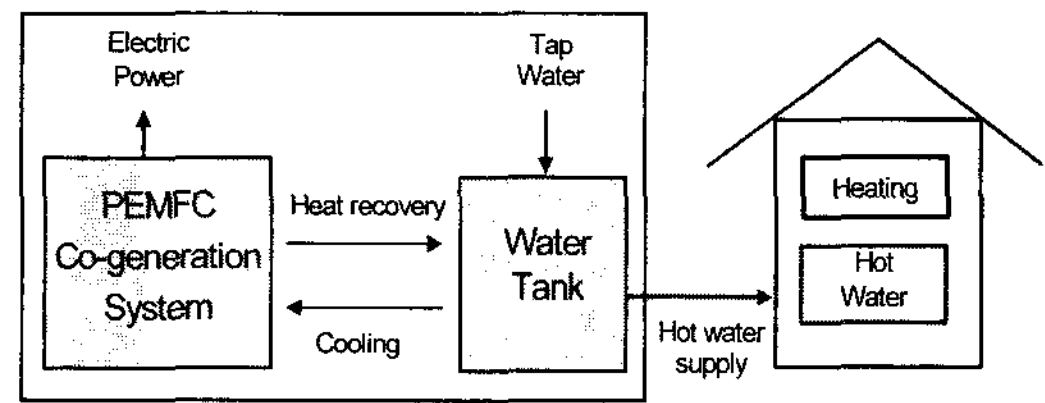 Electric
Power
Tap
Water
PEMFC
Co-generation
System
Heat recovery
Cooling
Water
Tank
Hot water
supply
Heating
Hot
Water